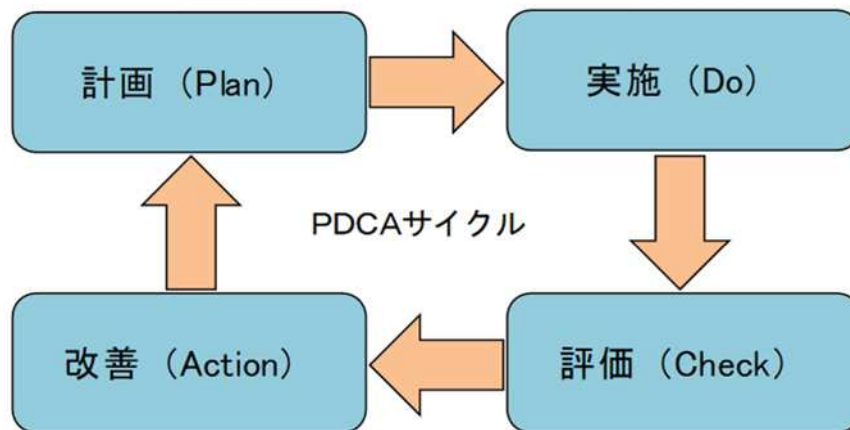 計画（Plan）
実施（Do）
PDCAサイクル
改善（Action）
評価（Check）